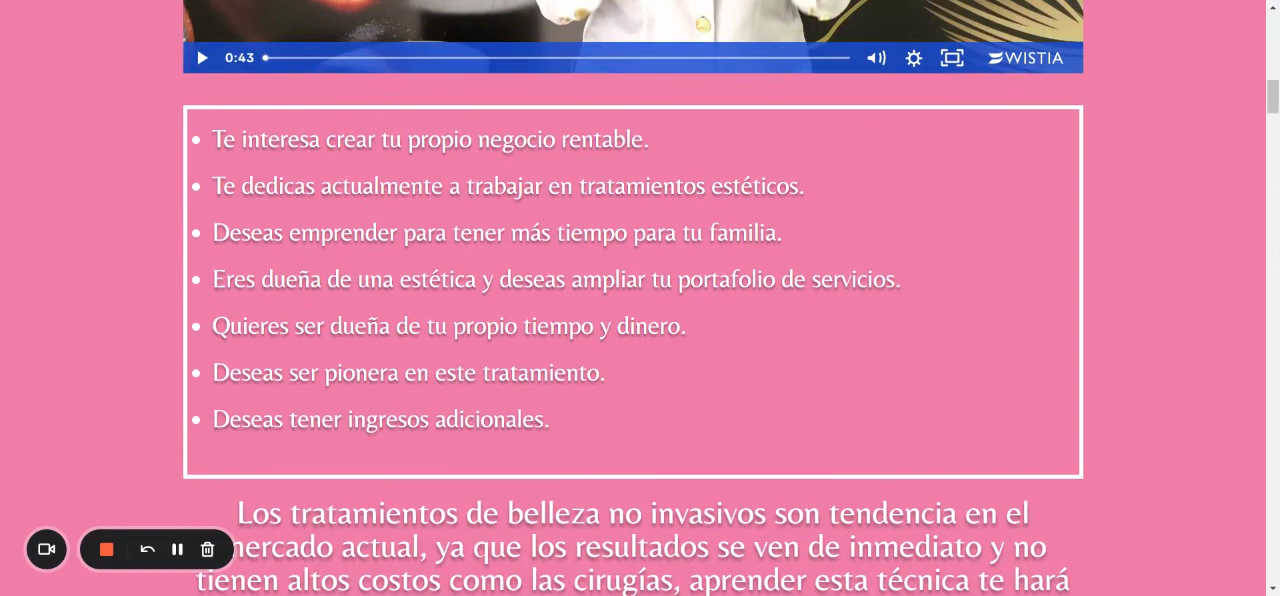 0:43
WISTIA
Te interesa crear tu propio negocio rentable.
Te dedicas actualmente a trabajar en tratamientos estéticos.
Deseas emprender para tener más tiempo para tu familia.
Eres dueña de una estética y deseas ampliar tu portafolio de servicios.
Quieres ser dueña de tu propio tiempo y dinero.
Deseas ser pionera en este tratamiento.
Deseas tener ingresos adicionales.
Los tratamientos de belleza no invasivos son tendencia en el
mercado actual, ya que los resultados se ven de inmediato y no
tienen altos costos como las cirugías, aprender esta técnica te hará